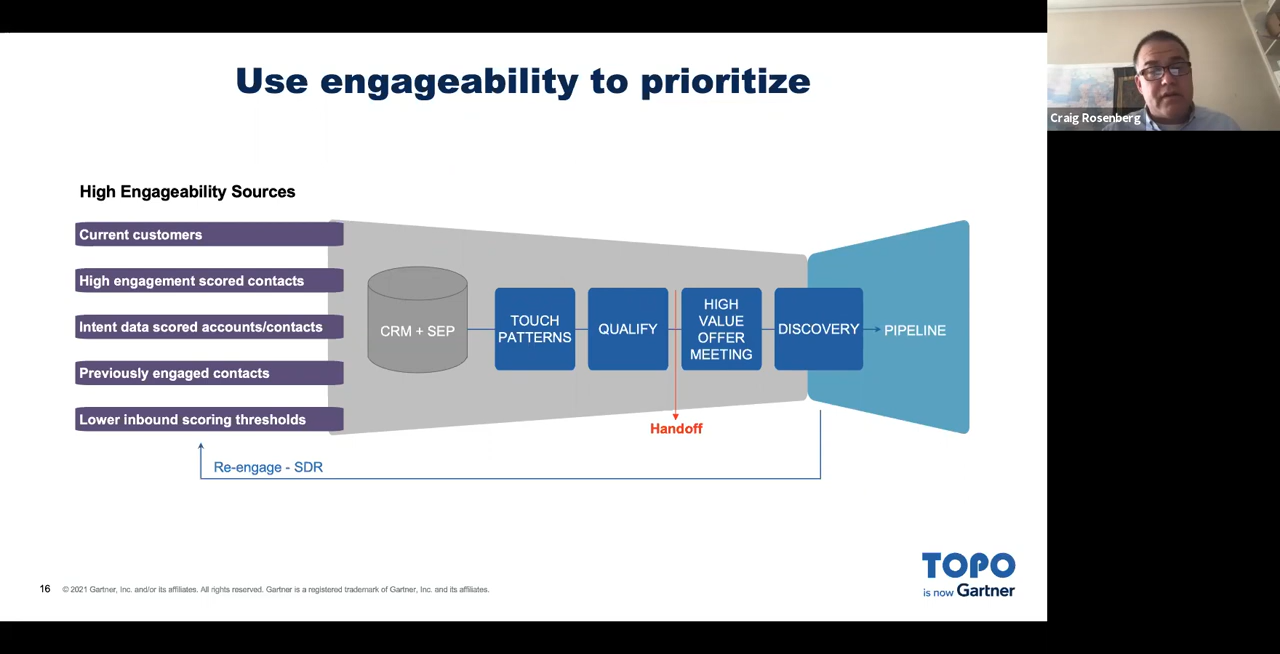 Use engageability to prioritize
Craig Rosenberg
High Engageability Sources
Current customers
High engagement scored contacts
Intent data scored accounts/contacts
Previously engaged contacts
Lower inbound scoring thresholds
CRM + SEP
TOUCH
PATTERNS
QUALIFY
HIGH
VALUE
OFFER
MEETING
DISCOVERY
PIPELINE
Handoff
Re-engage - SDR
TOPO
is now Gartner
16
© 2021 Gartner, Inc. and/or its affiliates. All rights reserved. Gartner is a registered trademark of Gartner, Inc. and its affiliates.